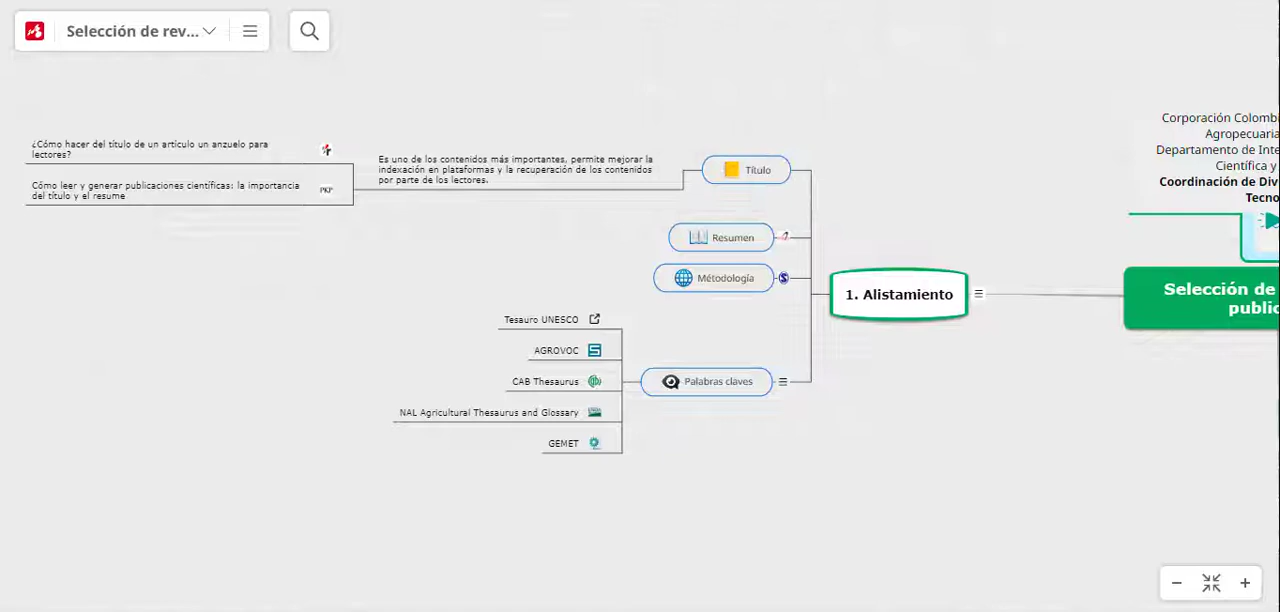 Selección de rev...
¿Cómo hacer del título de un artículo un anzuelo para
lectores?
Cómo leer y generar publicaciones científicas: la importancia
del título y el resume
PKP
Es uno de los contenidos más importantes, permite mejorar la
indexación en plataformas y la recuperación de los contenidos
por parte de los lectores.
Título
Resumen
Métodología
Tesauro UNESCO
AGROVOC
CAB Thesaurus
NAL Agricultural Thesaurus and Glossary
GEMET
Palabras claves
1. Alistamiento
Corporación Colombi
Agropecuaria
Departamento de Inte
Científica y
Coordinación de Div
Tecno
Selección de
public